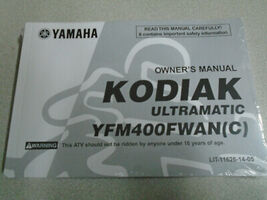 YAMAHA
READ THIS MANUAL CAREFULLY!
It contains important safety information.
OWNER'S MANUAL
KODIAK
ULTRAMATIC
YFM400FWAN(C)
WARNING This ATV should not be ridden by anyone under 16 years of age.
LIT-11626-14-05